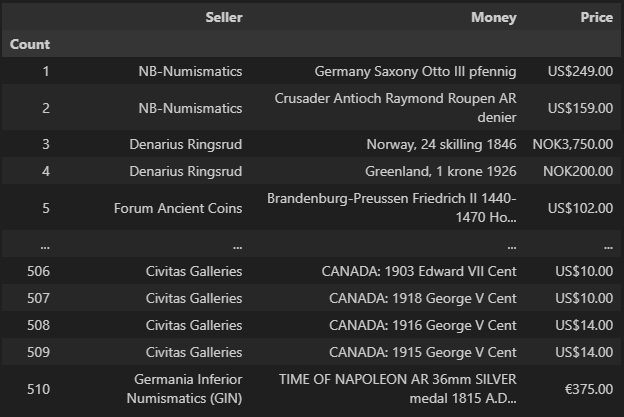 Seller Money Price
Count
1 NB-Numismatics Germany Saxony Otto III pfennig US$249.00
2 NB-Numismatics Crusader Antioch Raymond Roupen AR denier US$159.00
3 Denarius Ringsrud Norway, 24 skilling 1846 NOK3,750.00
4 Denarius Ringsrud Greenland, 1 krone 1926 NOK200.00
5 Forum Ancient Coins Brandenburg-Preussen Friedrich II 1440-1470 Ho... US$102.00
... ... ... ...
506 Civitas Galleries CANADA: 1903 Edward VII Cent US$10.00
507 Civitas Galleries CANADA: 1918 George V Cent US$10.00
508 Civitas Galleries CANADA: 1916 George V Cent US$14.00
509 Civitas Galleries CANADA: 1915 George V Cent US$14.00
510 Germania Inferior Numismatics (GIN) TIME OF NAPOLEON AR 36mm SILVER medal 1815 A.D... €375.00